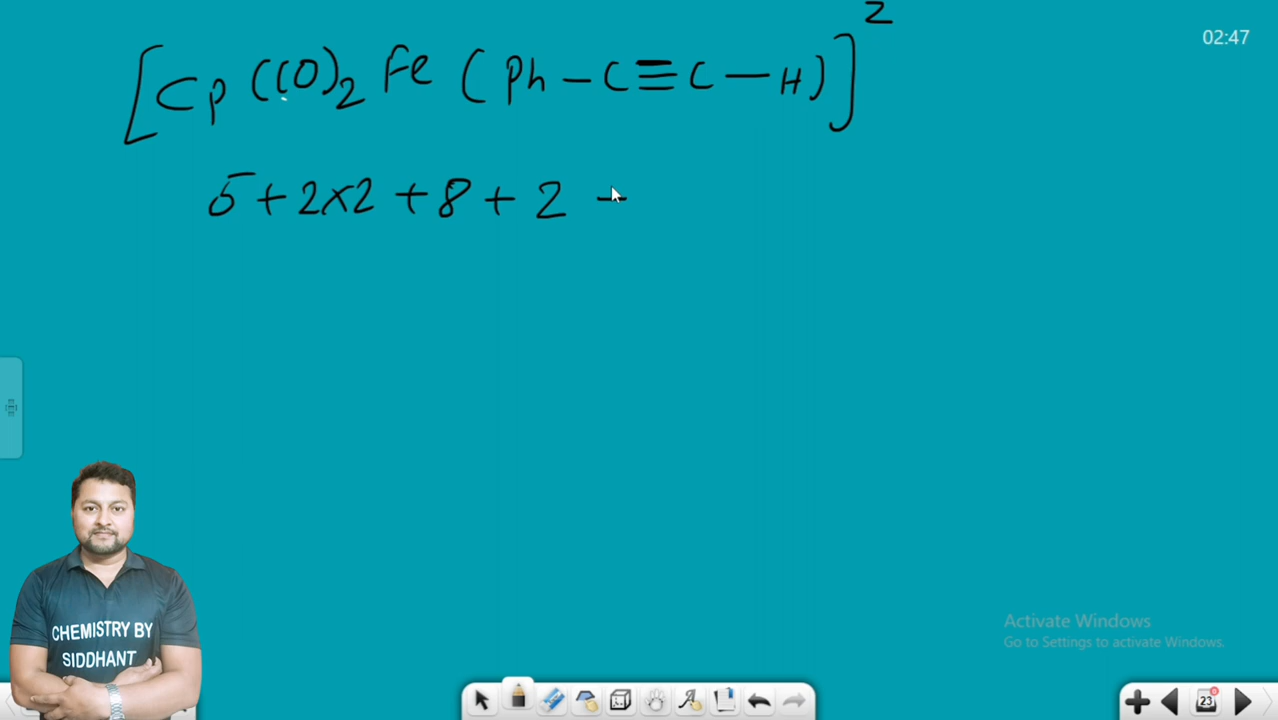 2
02:47
[Cp (CO)2 Fe (Ph – C ≡ C – H)]
5 + 2×2 + 8 + 2 –
CHEMISTRY BY
SIDDHANT
Activate Windows
Go to Settings to activate Windows.
23